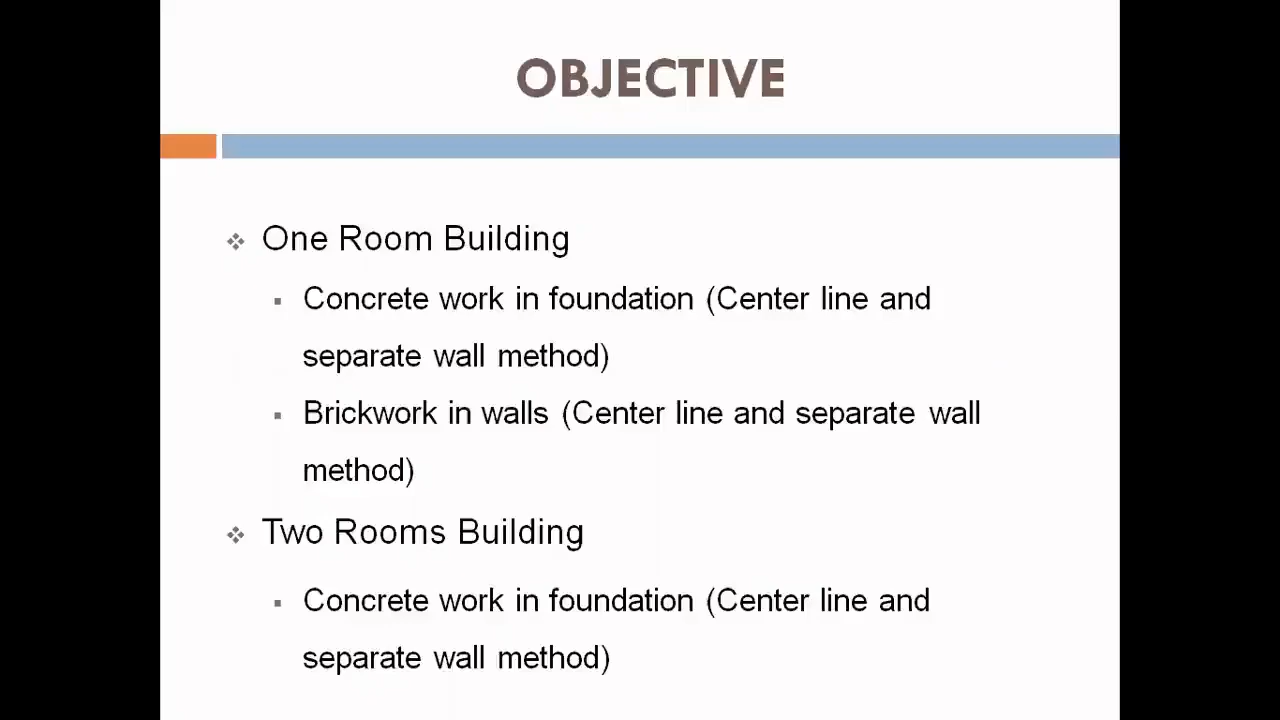 OBJECTIVE
One Room Building
Concrete work in foundation (Center line and
separate wall method)
Brickwork in walls (Center line and separate wall
method)
Two Rooms Building
Concrete work in foundation (Center line and
separate wall method)